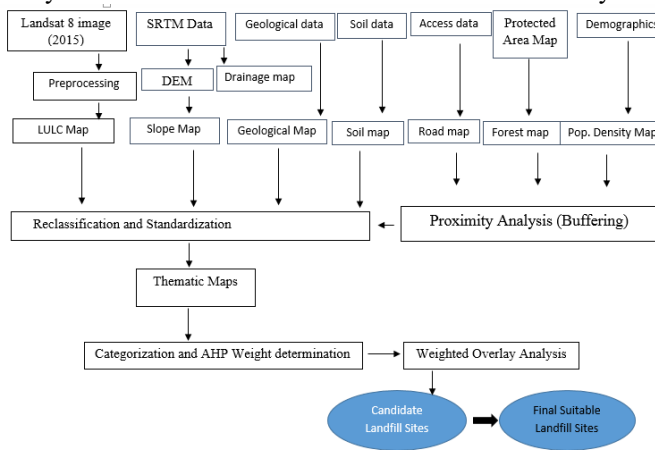 Landsat 8 image
(2015)
SRTM Data
Geological data
Soil data
Access data
Protected
Area Map
Demographics
Preprocessing
DEM
Drainage map
LULC Map
Slope Map
Geological Map
Soil map
Road map
Forest map
Pop. Density Map
Reclassification and Standardization
Proximity Analysis (Buffering)
Thematic Maps
Categorization and AHP Weight determination
Weighted Overlay Analysis
Candidate
Landfill Sites
Final Suitable
Landfill Sites